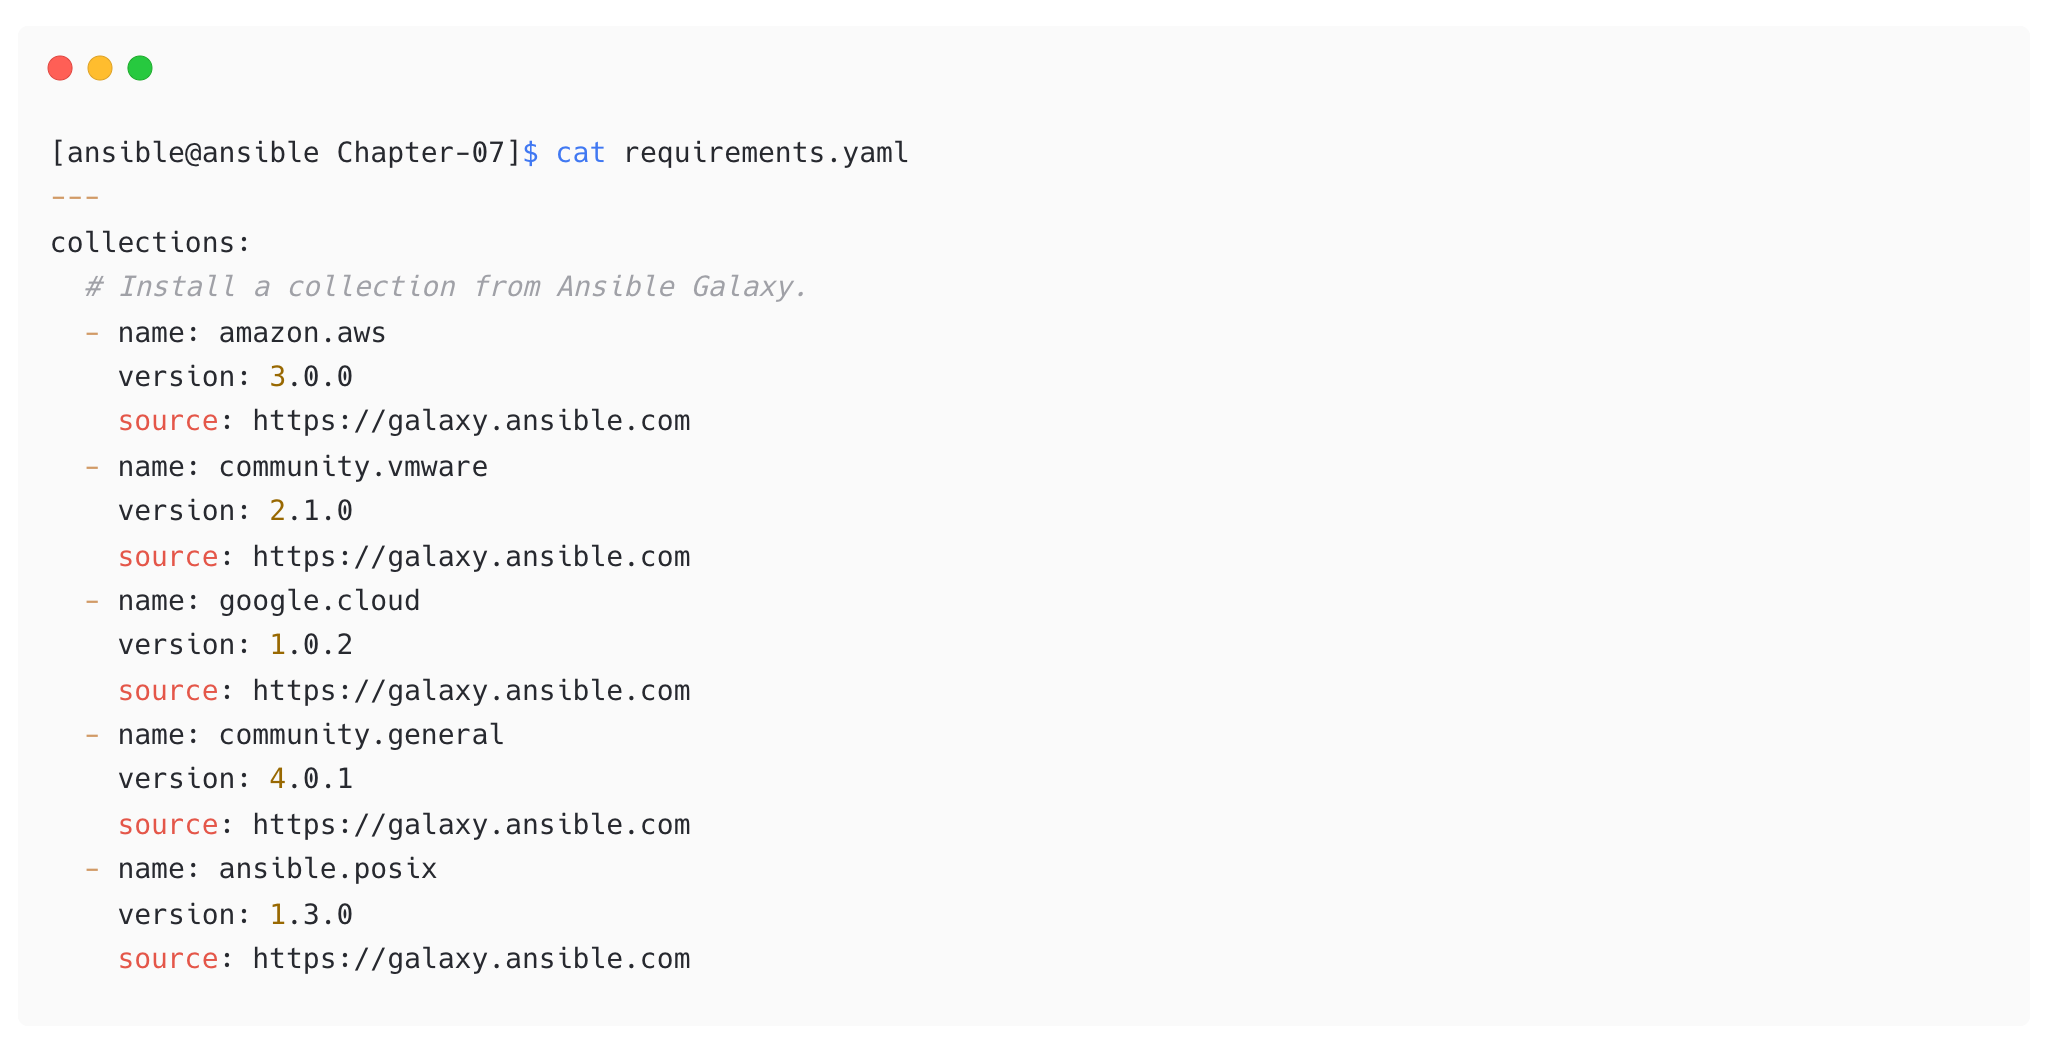 [ansible@ansible Chapter-07]$ cat requirements.yaml
---
collections:
  # Install a collection from Ansible Galaxy.
  - name: amazon.aws
    version: 3.0.0
    source: https://galaxy.ansible.com
  - name: community.vmware
    version: 2.1.0
    source: https://galaxy.ansible.com
  - name: google.cloud
    version: 1.0.2
    source: https://galaxy.ansible.com
  - name: community.general
    version: 4.0.1
    source: https://galaxy.ansible.com
  - name: ansible.posix
    version: 1.3.0
    source: https://galaxy.ansible.com